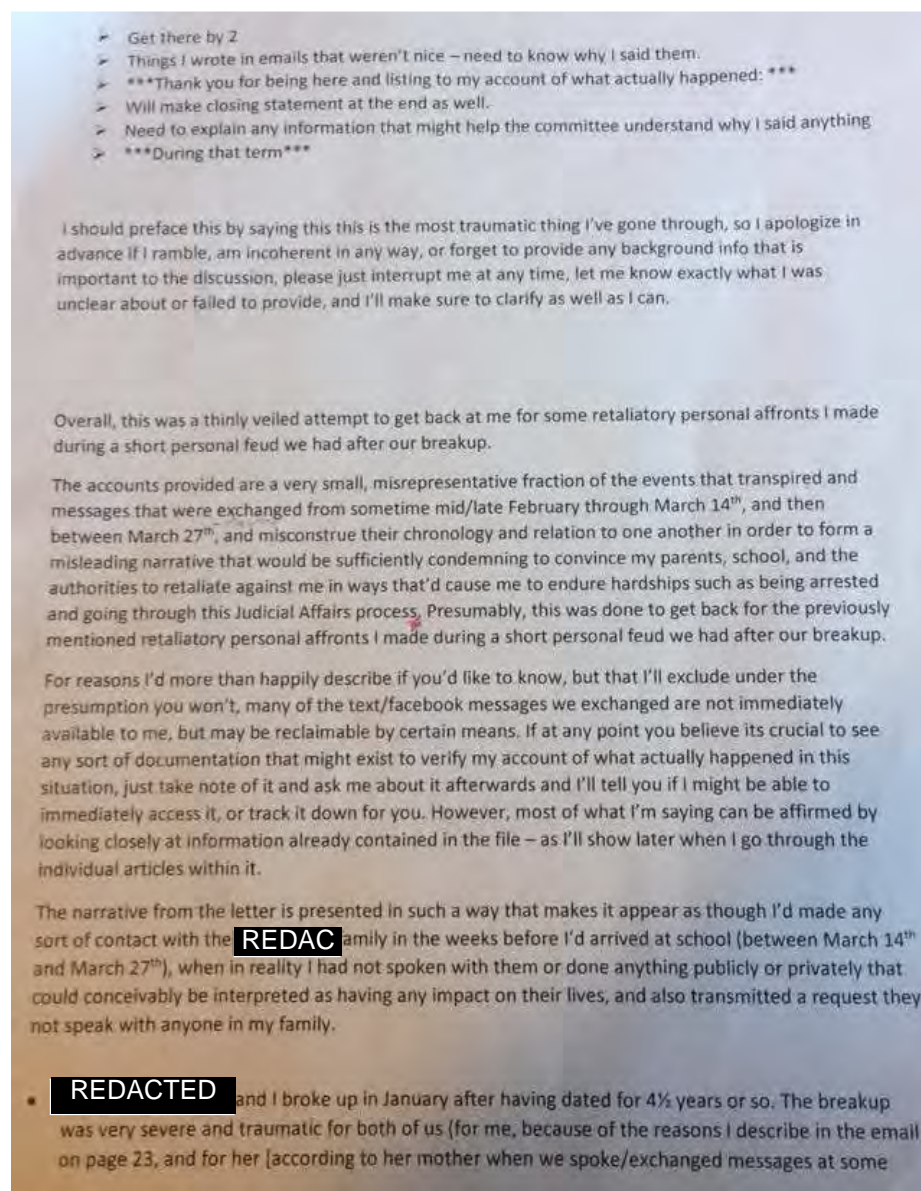 ➤ Get there by 2
➤ Things I wrote in emails that weren't nice – need to know why I said them.
➤ ***Thank you for being here and listing to my account of what actually happened: ***
➤ Will make closing statement at the end as well.
➤ Need to explain any information that might help the committee understand why I said anything
➤ ***During that term***
I should preface this by saying this this is the most traumatic thing I've gone through, so I apologize in
advance if I ramble, am incoherent in any way, or forget to provide any background info that is
important to the discussion, please just interrupt me at any time, let me know exactly what I was
unclear about or failed to provide, and I'll make sure to clarify as well as I can.
Overall, this was a thinly veiled attempt to get back at me for some retaliatory personal affronts I made
during a short personal feud we had after our breakup.
The accounts provided are a very small, misrepresentative fraction of the events that transpired and
messages that were exchanged from sometime mid/late February through March 14th, and then
between March 27th, and misconstrue their chronology and relation to one another in order to form a
misleading narrative that would be sufficiently condemning to convince my parents, school, and the
authorities to retaliate against me in ways that'd cause me to endure hardships such as being arrested
and going through this Judicial Affairs process. Presumably, this was done to get back for the previously
mentioned retaliatory personal affronts I made during a short personal feud we had after our breakup.
For reasons I'd more than happily describe if you'd like to know, but that I'll exclude under the
presumption you won't, many of the text/facebook messages we exchanged are not immediately
available to me, but may be reclaimable by certain means. If at any point you believe its crucial to see
any sort of documentation that might exist to verify my account of what actually happened in this
situation, just take note of it and ask me about it afterwards and I'll tell you if I might be able to
immediately access it, or track it down for you. However, most of what I'm saying can be affirmed by
looking closely at information already contained in the file – as I'll show later when I go through the
individual articles within it.
The narrative from the letter is presented in such a way that makes it appear as though I'd made any
sort of contact with the REDAC amily in the weeks before I'd arrived at school (between March 14th
and March 27th), when in reality I had not spoken with them or done anything publicly or privately that
could conceivably be interpreted as having any impact on their lives, and also transmitted a request they
not speak with anyone in my family.
• REDACTED and I broke up in January after having dated for 4½ years or so. The breakup
was very severe and traumatic for both of us (for me, because of the reasons I describe in the email
on page 23, and for her [according to her mother when we spoke/exchanged messages at some